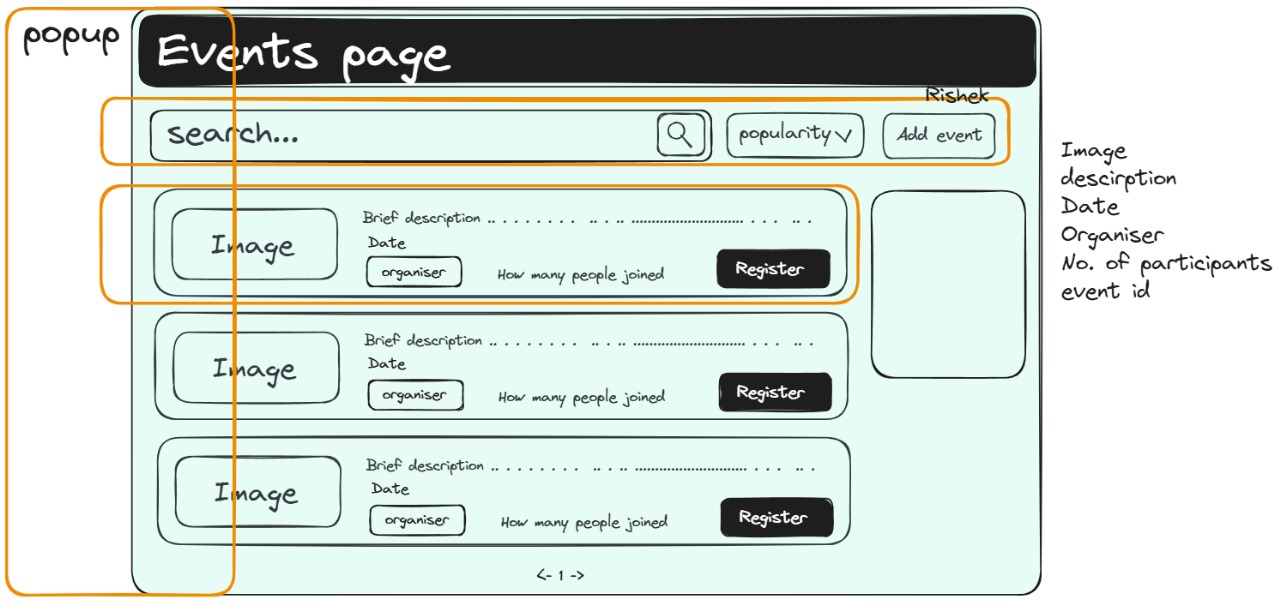 popup
Events page
Rishek
search...
popularity
Add event
Image
Brief description .. . . . . . . . .. . .. ............................ . . . .. .
Date
organiser
How many people joined
Register
Image
Brief description .. . . . . . . . .. . .. ............................ . . . .. .
Date
organiser
How many people joined
Register
Image
Brief description .. . . . . . . . .. . .. ............................ . . . .. .
Date
organiser
How many people joined
Register
<- 1 ->
Image
descirption
Date
Organiser
No. of participants
event id